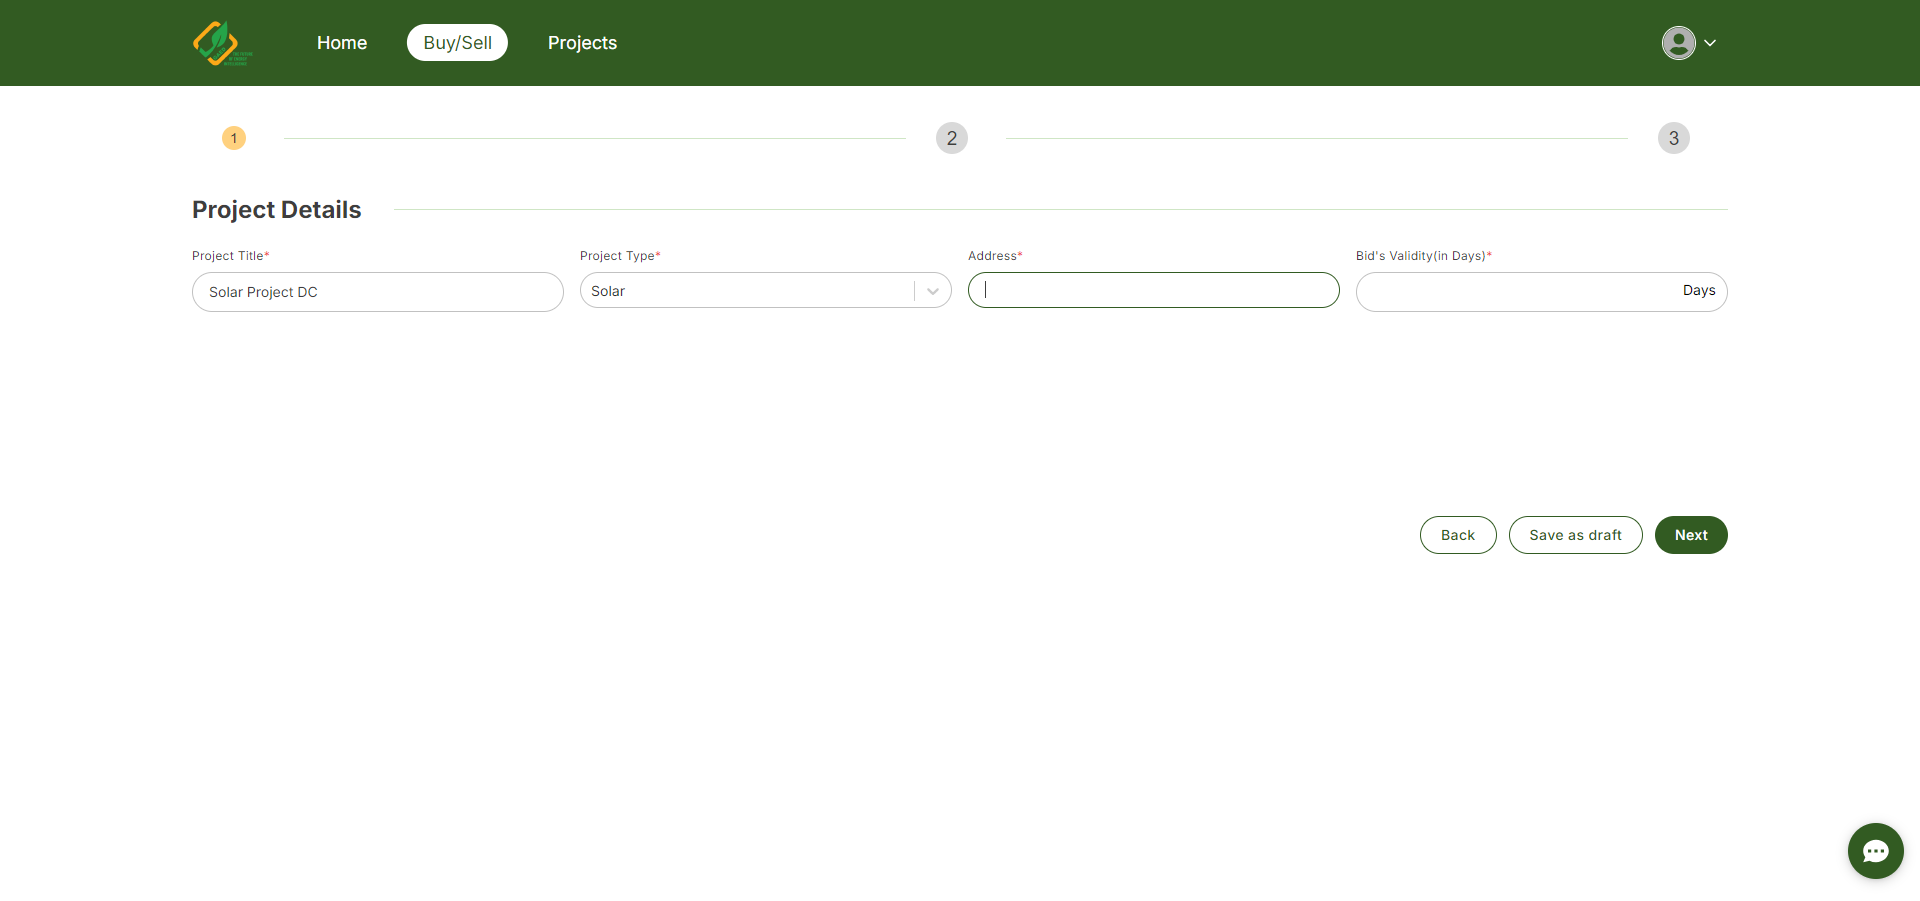 Home
Buy/Sell
Projects
1
2
3
Project Details
Project Title*
Project Type*
Address*
Bid's Validity(in Days)*
Solar Project DC
Solar
Days
Back
Save as draft
Next